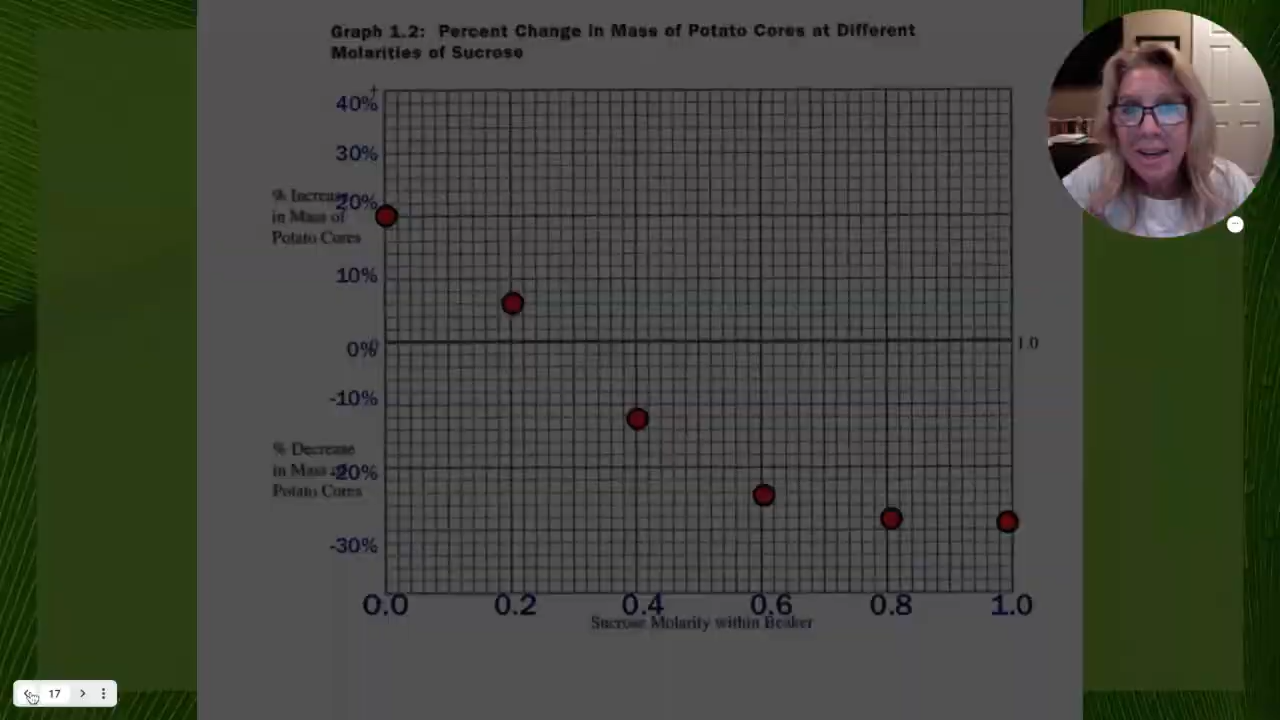 Graph 1.2: Percent Change in Mass of Potato Cores at Different
Molarities of Sucrose
40%
30%
% Increase
20%
in Mass of
Potato Cores
10%
0%
1.0
-10%
% Decrease
in Mass of
-20%
Potato Cores
-30%
0.0 0.2 0.4 0.6 0.8 1.0
Sucrose Molarity within Beaker
17